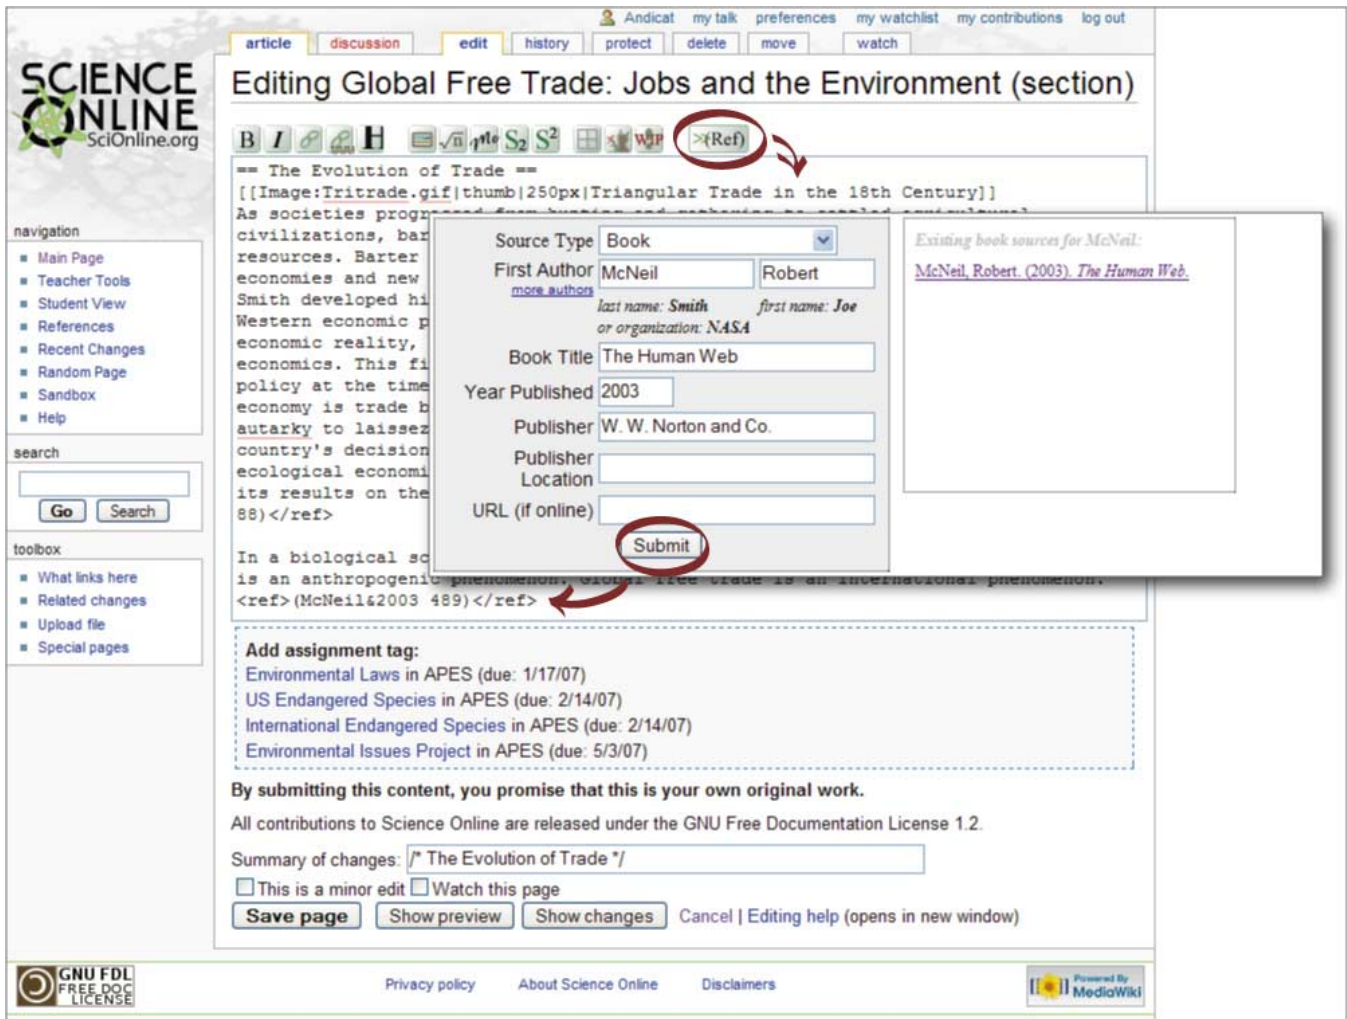 Andicat my talk preferences my watchlist my contributions log out
article discussion edit history protect delete move watch
SCIENCE
ONLINE
SciOnline.org
Editing Global Free Trade: Jobs and the Environment (section)
B I H √n S2 S² W P (Ref)
== The Evolution of Trade ==
[[Image:Tritrade.gif|thumb|250px|Triangular Trade in the 18th Century]]
As societies progressed from hunting and gathering to settled agricultural
civilizations, bar
resources. Barter
economies and new
Smith developed hi
Western economic p
economic reality,
economics. This fi
policy at the time
economy is trade b
autarky to laissez
country's decision
ecological economi
its results on the
88)</ref>
In a biological sc
is an anthropogenic phenomenon. Global free trade is an international phenomenon.
<ref>(McNeil&2003 489)</ref>
Source Type Book
First Author McNeil Robert
more authors
last name: Smith first name: Joe
or organization: NASA
Book Title The Human Web
Year Published 2003
Publisher W. W. Norton and Co.
Publisher
Location
URL (if online)
Submit
Existing book sources for McNeil:
McNeil, Robert. (2003). The Human Web.
navigation
Main Page
Teacher Tools
Student View
References
Recent Changes
Random Page
Sandbox
Help
search
Go Search
toolbox
What links here
Related changes
Upload file
Special pages
Add assignment tag:
Environmental Laws in APES (due: 1/17/07)
US Endangered Species in APES (due: 2/14/07)
International Endangered Species in APES (due: 2/14/07)
Environmental Issues Project in APES (due: 5/3/07)
By submitting this content, you promise that this is your own original work.
All contributions to Science Online are released under the GNU Free Documentation License 1.2.
Summary of changes: /* The Evolution of Trade */
This is a minor edit Watch this page
Save page Show preview Show changes Cancel | Editing help (opens in new window)
GNU FDL
FREE DOC
LICENSE
Privacy policy About Science Online Disclaimers
Powered By
MediaWiki